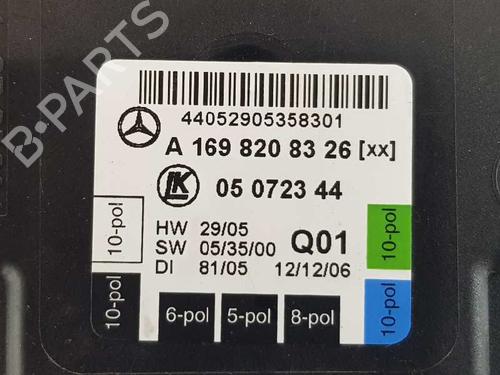 B-PARTS
44052905358301
A 169 820 83 26 [xx]
05 0723 44
HW 29/05
SW 05/35/00 Q01
DI 81/05 12/12/06
10-pol
10-pol
10-pol
10-pol
6-pol 5-pol 8-pol